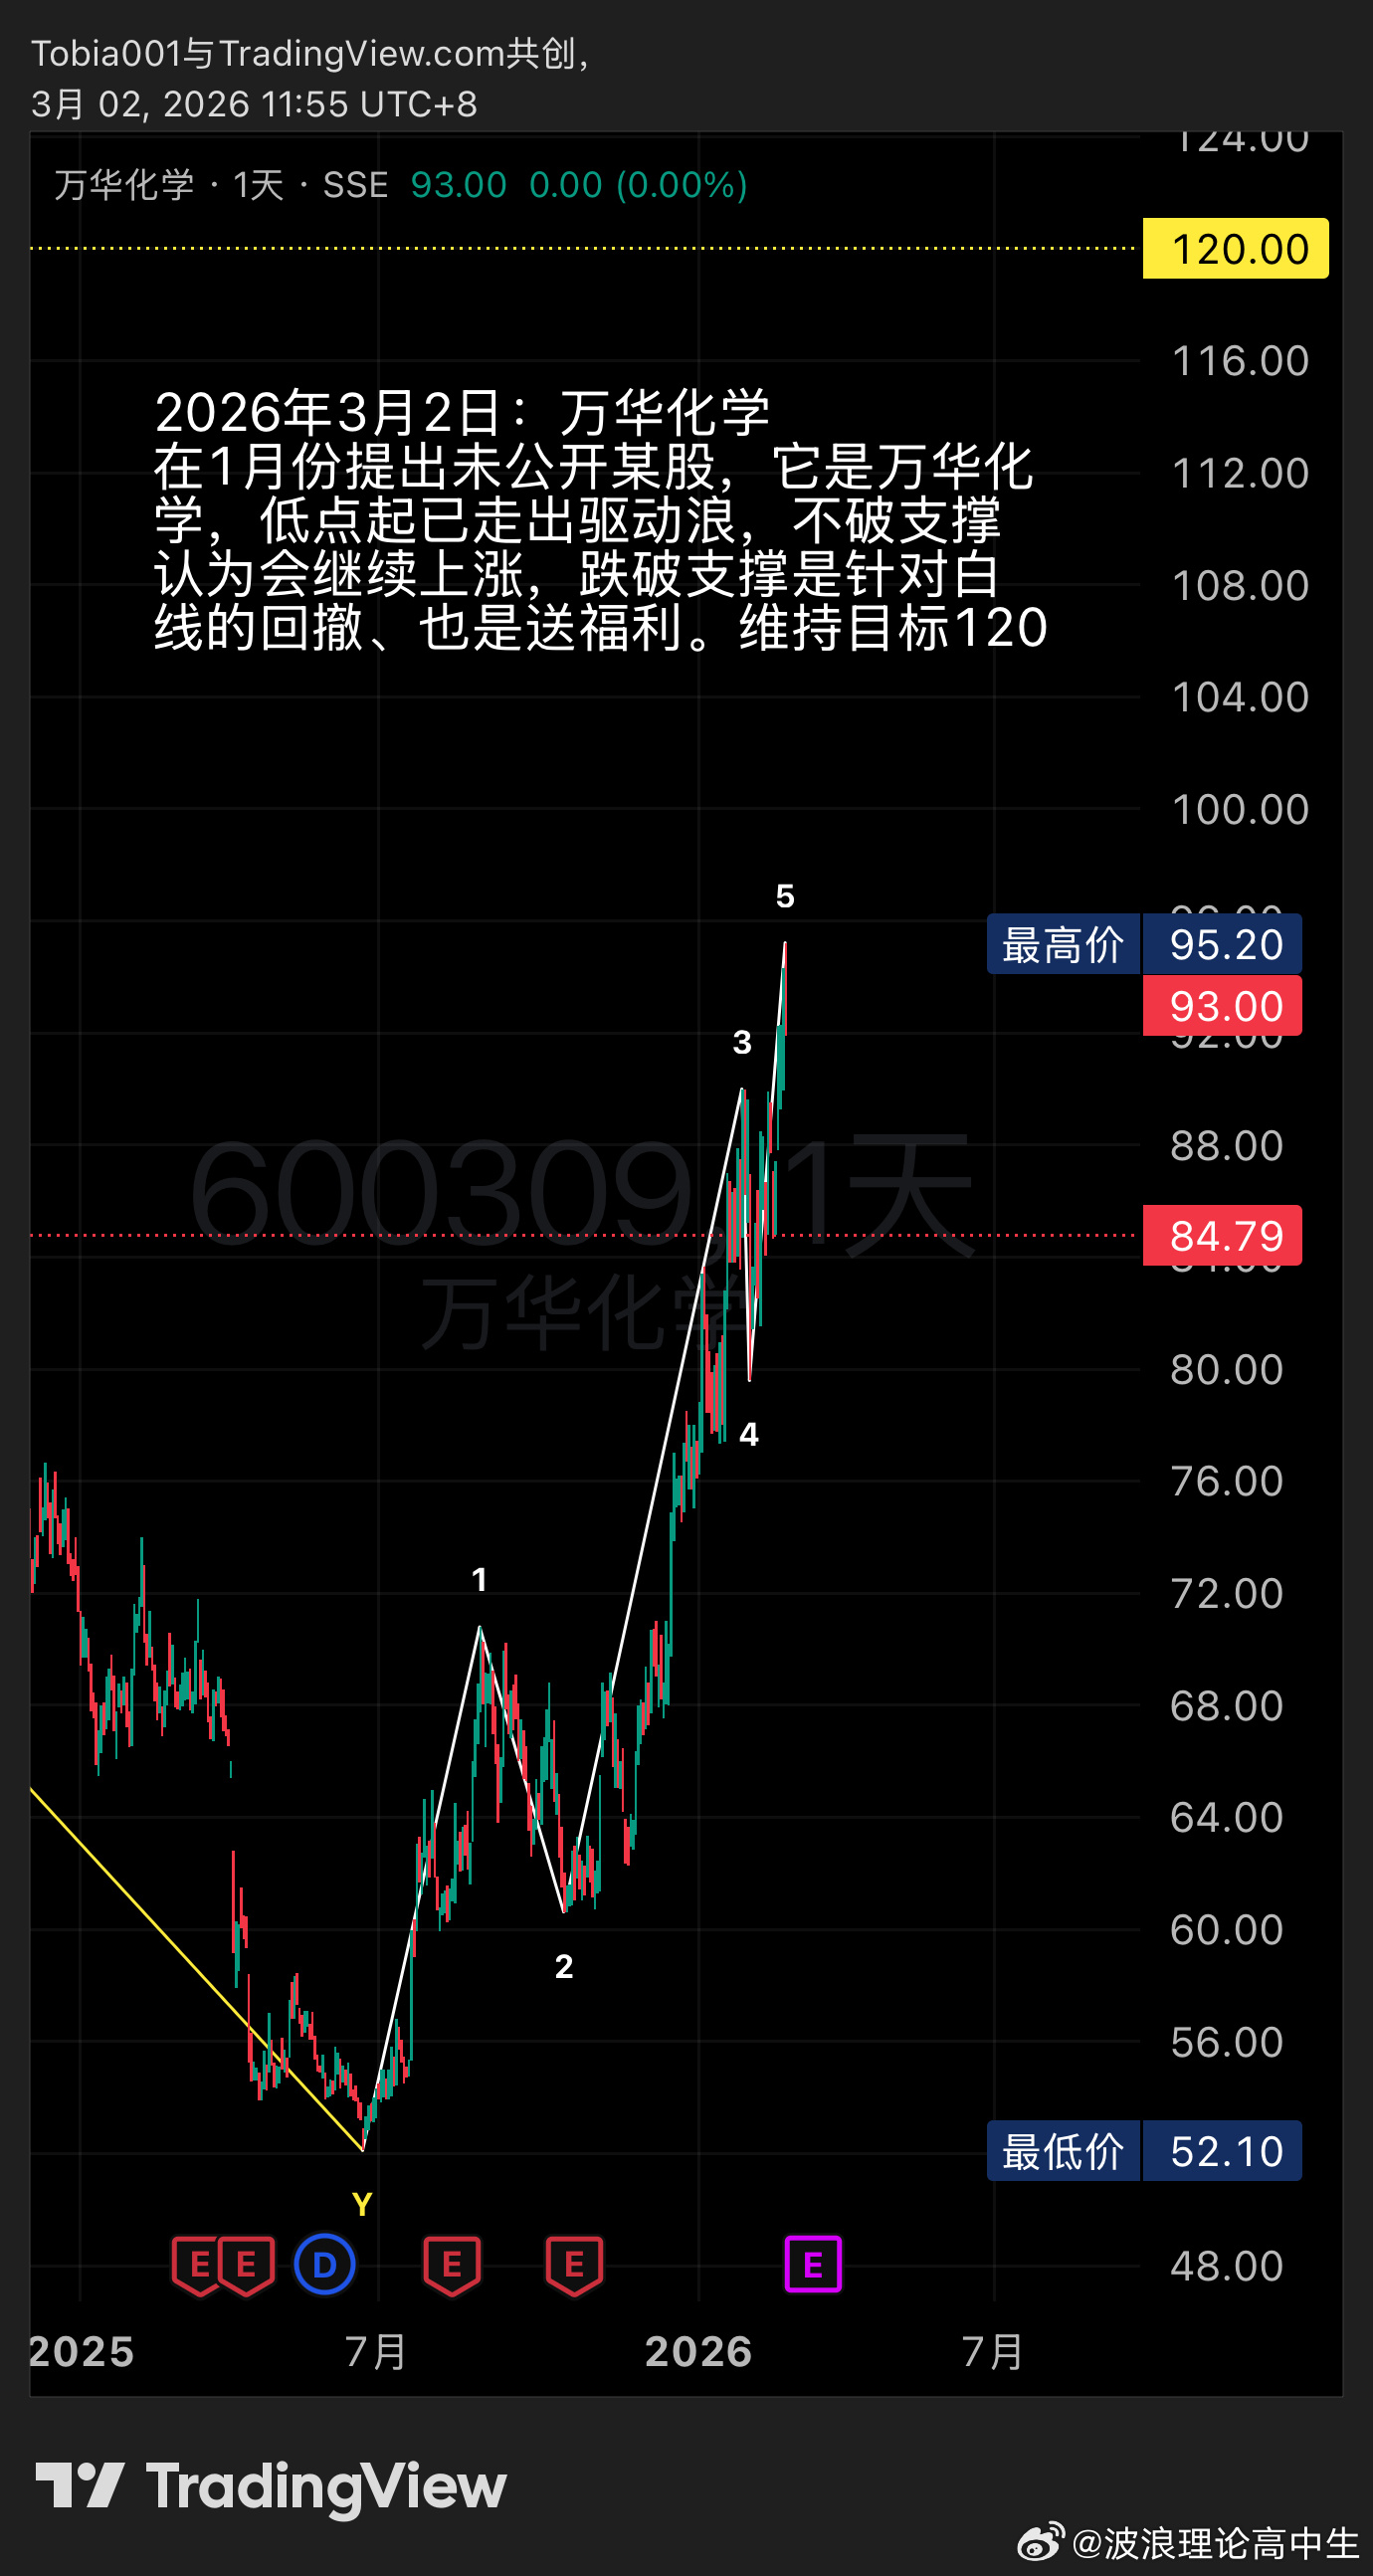 Tobia001与TradingView.com共创，
3月 02, 2026 11:55 UTC+8
124.00
万华化学 · 1天 · SSE 93.00 0.00 (0.00%)
120.00
116.00
2026年3月2日：万华化学
在1月份提出未公开某股，它是万华化
学，低点起已走出驱动浪，不破支撑
认为会继续上涨，跌破支撑是针对白
线的回撤、也是送福利。维持目标120
112.00
108.00
104.00
100.00
5
96.00
最高价 95.20
93.00
92.00
3
88.00
600309, 1天
万华化学
84.79
84.00
80.00
4
76.00
1
72.00
68.00
64.00
60.00
2
56.00
最低价 52.10
Y
E E D E E E
48.00
2025 7月 2026 7月
TradingView
@波浪理论高中生